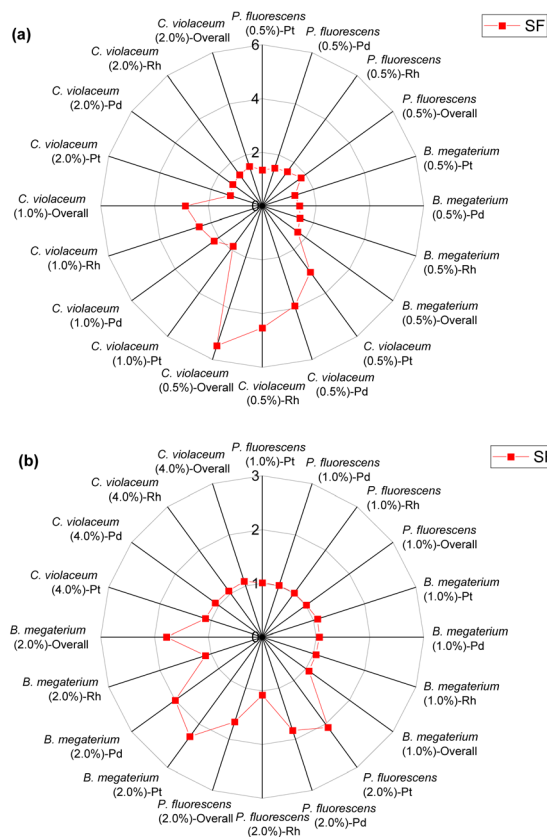 (a)
SF
6
4
2
P. fluorescens
(0.5%)-Pt
P. fluorescens
(0.5%)-Pd
P. fluorescens
(0.5%)-Rh
P. fluorescens
(0.5%)-Overall
B. megaterium
(0.5%)-Pt
B. megaterium
(0.5%)-Pd
B. megaterium
(0.5%)-Rh
B. megaterium
(0.5%)-Overall
C. violaceum
(0.5%)-Pt
C. violaceum
(0.5%)-Pd
C. violaceum
(0.5%)-Rh
C. violaceum
(0.5%)-Overall
C. violaceum
(1.0%)-Pt
C. violaceum
(1.0%)-Pd
C. violaceum
(1.0%)-Rh
C. violaceum
(1.0%)-Overall
C. violaceum
(2.0%)-Pt
C. violaceum
(2.0%)-Pd
C. violaceum
(2.0%)-Rh
C. violaceum
(2.0%)-Overall
(b)
3
2
1
P. fluorescens
(1.0%)-Pt
P. fluorescens
(1.0%)-Pd
P. fluorescens
(1.0%)-Rh
P. fluorescens
(1.0%)-Overall
B. megaterium
(1.0%)-Pt
B. megaterium
(1.0%)-Pd
B. megaterium
(1.0%)-Rh
B. megaterium
(1.0%)-Overall
P. fluorescens
(2.0%)-Pt
P. fluorescens
(2.0%)-Pd
P. fluorescens
(2.0%)-Rh
P. fluorescens
(2.0%)-Overall
B. megaterium
(2.0%)-Pt
B. megaterium
(2.0%)-Pd
B. megaterium
(2.0%)-Rh
B. megaterium
(2.0%)-Overall
C. violaceum
(4.0%)-Pt
C. violaceum
(4.0%)-Pd
C. violaceum
(4.0%)-Rh
C. violaceum
(4.0%)-Overall